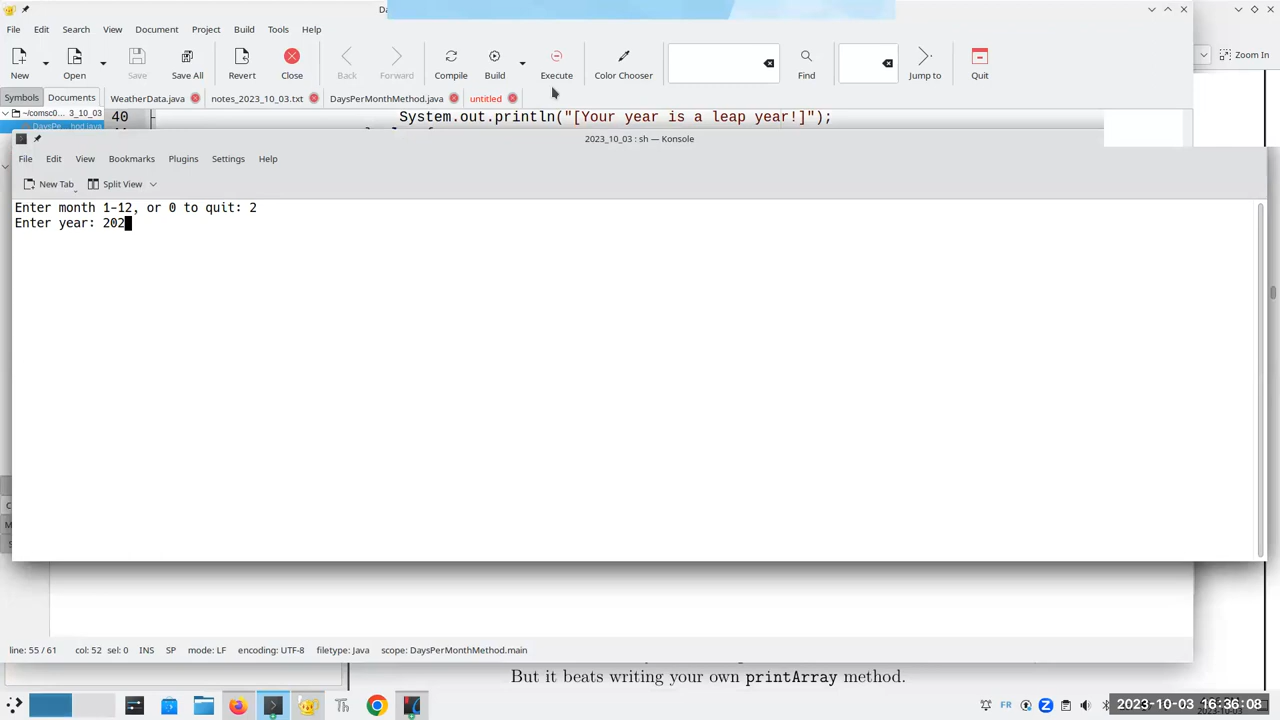 Da
File Edit Search View Document Project Build Tools Help
New Open Save Save All Revert Close Back Forward Compile Build Execute Color Chooser Find Jump to Quit
Zoom In
Symbols Documents WeatherData.java notes_2023_10_03.txt DaysPerMonthMethod.java untitled
~/comsc0... 3_10_03
40 System.out.println("[Your year is a leap year!]");
2023_10_03 : sh — Konsole
File Edit View Bookmarks Plugins Settings Help
New Tab Split View
Enter month 1-12, or 0 to quit: 2
Enter year: 202
line: 55 / 61 col: 52 sel: 0 INS SP mode: LF encoding: UTF-8 filetype: Java scope: DaysPerMonthMethod.main
But it beats writing your own printArray method.
Th FR Z 2023-10-03 16:36:08